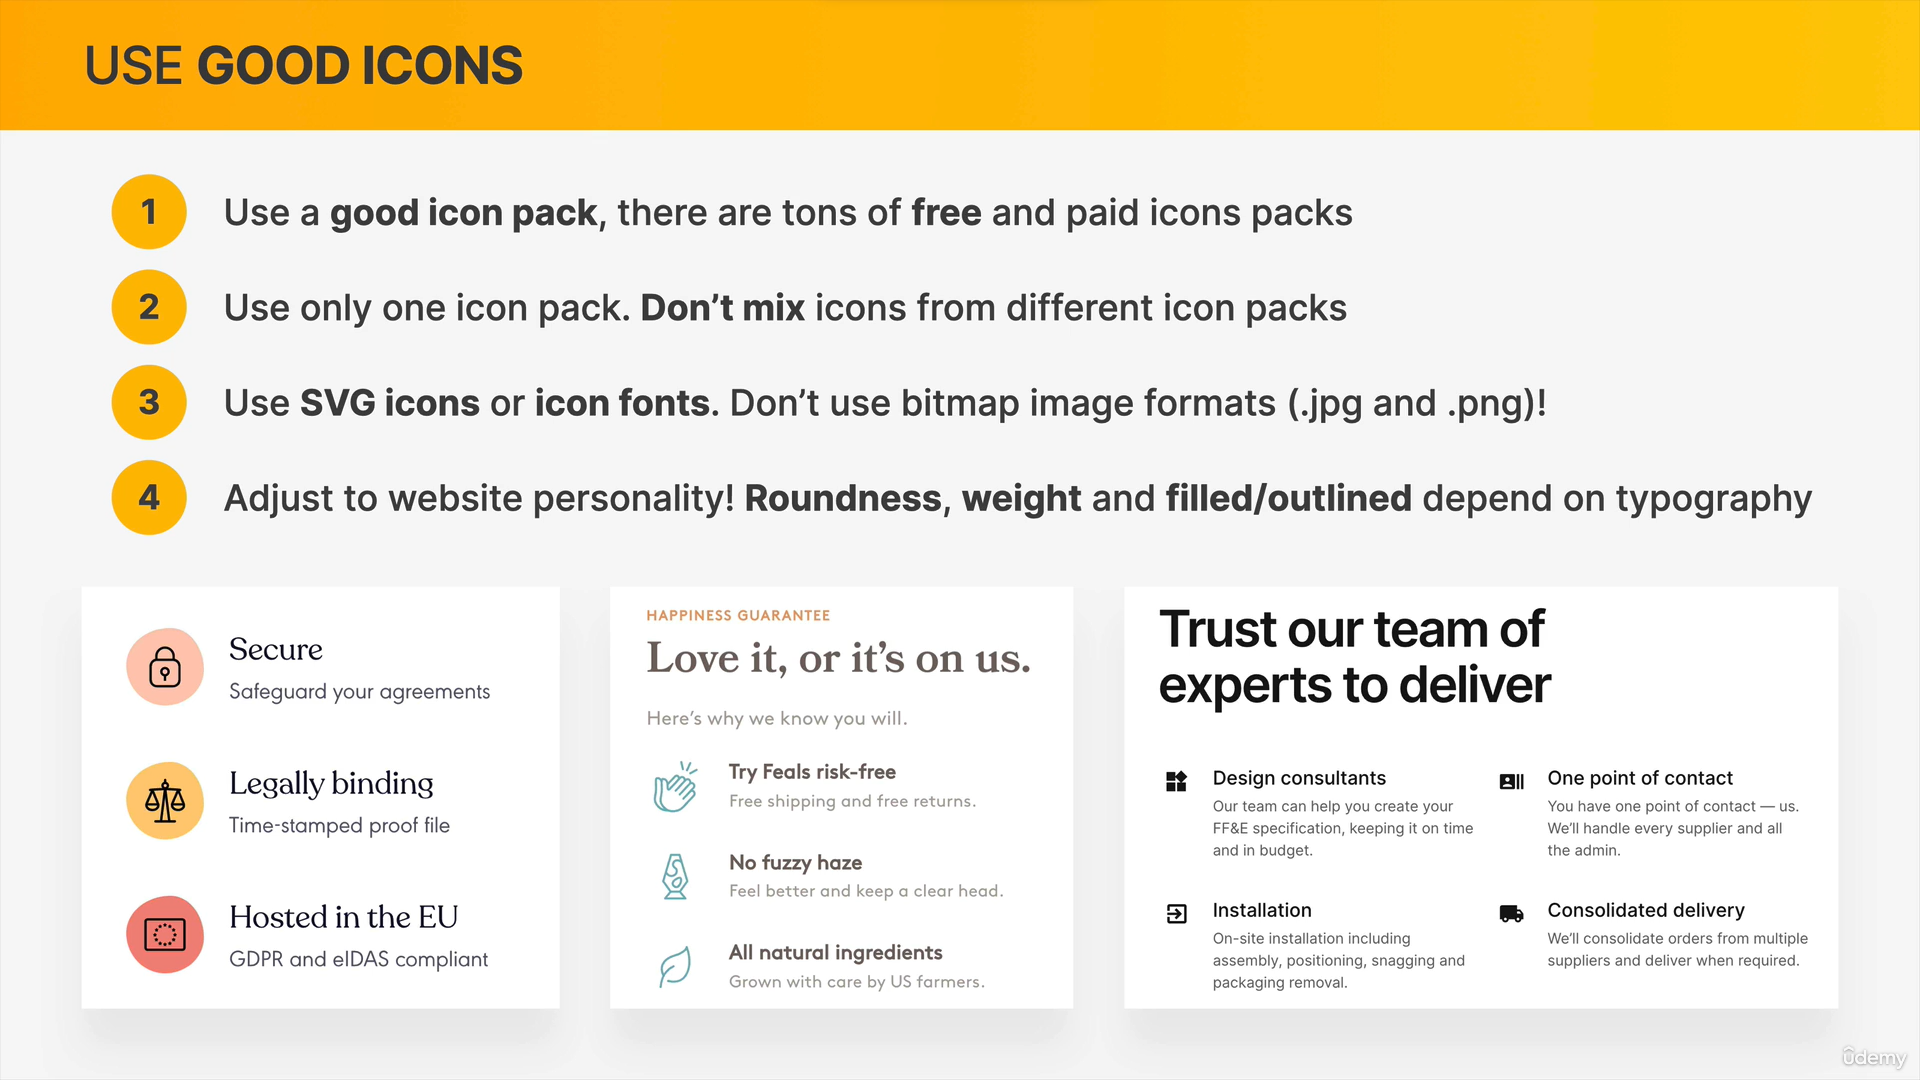 USE GOOD ICONS
1
Use a good icon pack, there are tons of free and paid icons packs
2
Use only one icon pack. Don’t mix icons from different icon packs
3
Use SVG icons or icon fonts. Don’t use bitmap image formats (.jpg and .png)!
4
Adjust to website personality! Roundness, weight and filled/outlined depend on typography
Secure
Safeguard your agreements
Legally binding
Time-stamped proof file
Hosted in the EU
GDPR and eIDAS compliant
HAPPINESS GUARANTEE
Love it, or it’s on us.
Here’s why we know you will.
Try Feals risk-free
Free shipping and free returns.
No fuzzy haze
Feel better and keep a clear head.
All natural ingredients
Grown with care by US farmers.
Trust our team of
experts to deliver
Design consultants
Our team can help you create your
FF&E specification, keeping it on time
and in budget.
One point of contact
You have one point of contact — us.
We’ll handle every supplier and all
the admin.
Installation
On-site installation including
assembly, positioning, snagging and
packaging removal.
Consolidated delivery
We’ll consolidate orders from multiple
suppliers and deliver when required.
ûdemy